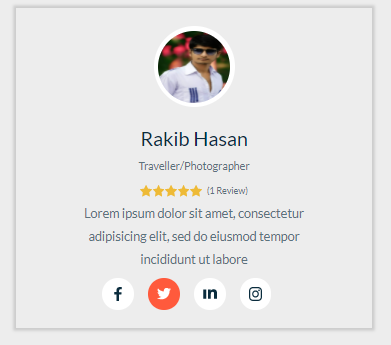 Rakib Hasan
Traveller/Photographer
(1 Review)
Lorem ipsum dolor sit amet, consectetur
adipisicing elit, sed do eiusmod tempor
incididunt ut labore